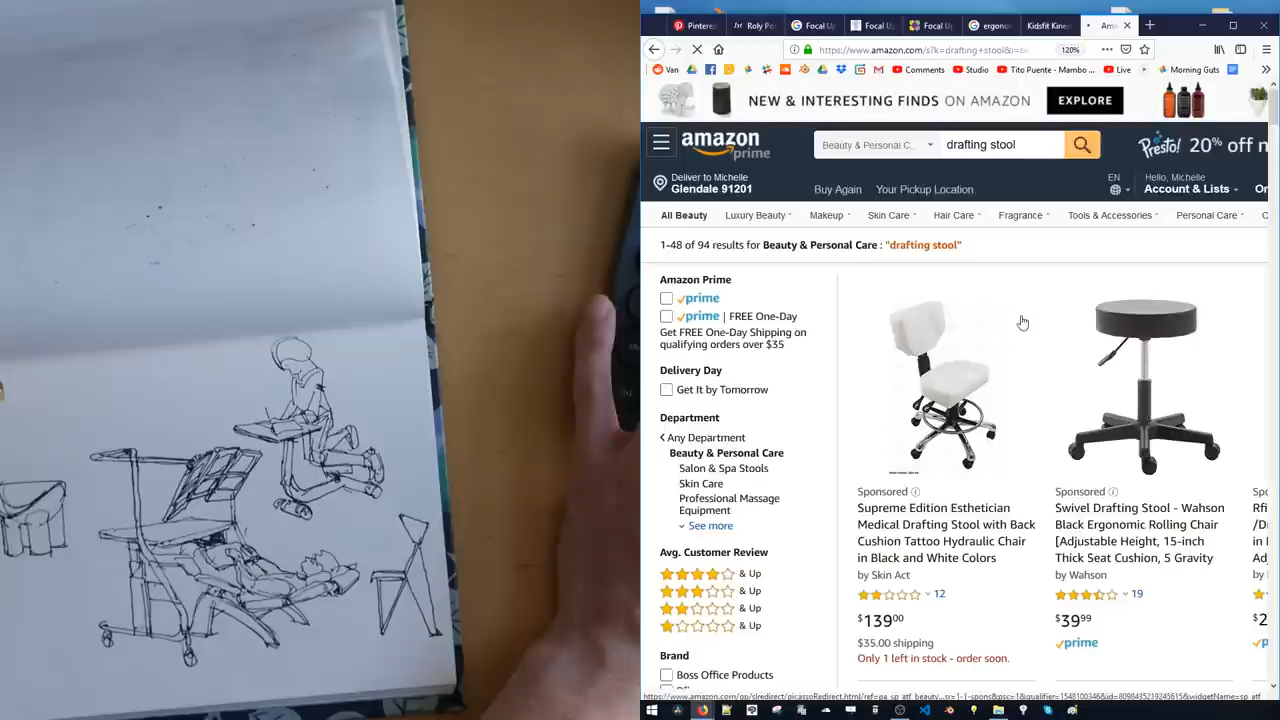 Pinteres
Roly Po
Focal Up
Focal U
Focal U
ergono
Kidsfit Kine
Ama
https://www.amazon.com/s?k=drafting+stool&i=
120%
Van
Comments
Studio
Tito Puente - Mambo ...
Live
Morning Guts
NEW & INTERESTING FINDS ON AMAZON
EXPLORE
amazon
prime
Beauty & Personal C...
drafting stool
Presto! 20% off n
Deliver to Michelle
Glendale 91201
Buy Again
Your Pickup Location
EN
Hello, Michelle
Account & Lists
Or
All Beauty
Luxury Beauty
Makeup
Skin Care
Hair Care
Fragrance
Tools & Accessories
Personal Care
1-48 of 94 results for Beauty & Personal Care : "drafting stool"
Amazon Prime
prime
prime | FREE One-Day
Get FREE One-Day Shipping on
qualifying orders over $35
Delivery Day
Get It by Tomorrow
Department
Any Department
Beauty & Personal Care
Salon & Spa Stools
Skin Care
Professional Massage
Equipment
See more
Avg. Customer Review
& Up
& Up
& Up
& Up
Brand
Boss Office Products
Sponsored
Supreme Edition Esthetician
Medical Drafting Stool with Back
Cushion Tattoo Hydraulic Chair
in Black and White Colors
by Skin Act
12
$139 00
$35.00 shipping
Only 1 left in stock - order soon.
Sponsored
Swivel Drafting Stool - Wahson
Black Ergonomic Rolling Chair
[Adjustable Height, 15-inch
Thick Seat Cushion, 5 Gravity
by Wahson
19
$39 99
prime
Spo
Rfi
/Dr
in
$2